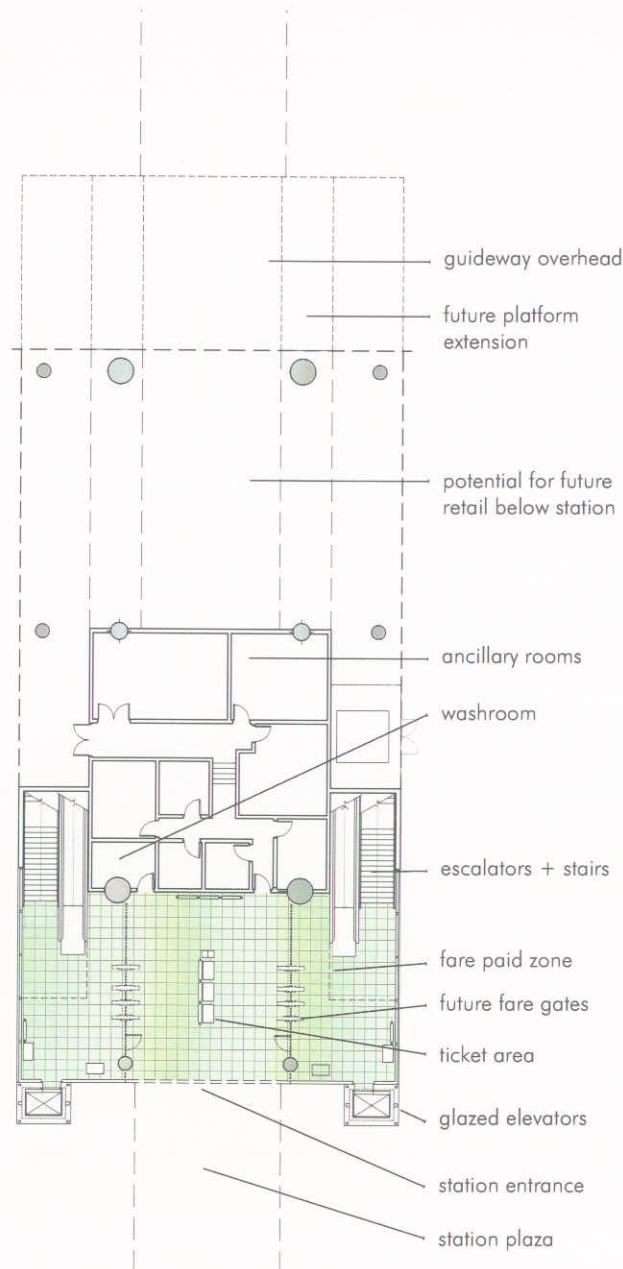 guideway overhead
future platform
extension
potential for future
retail below station
ancillary rooms
washroom
escalators + stairs
fare paid zone
future fare gates
ticket area
glazed elevators
station entrance
station plaza